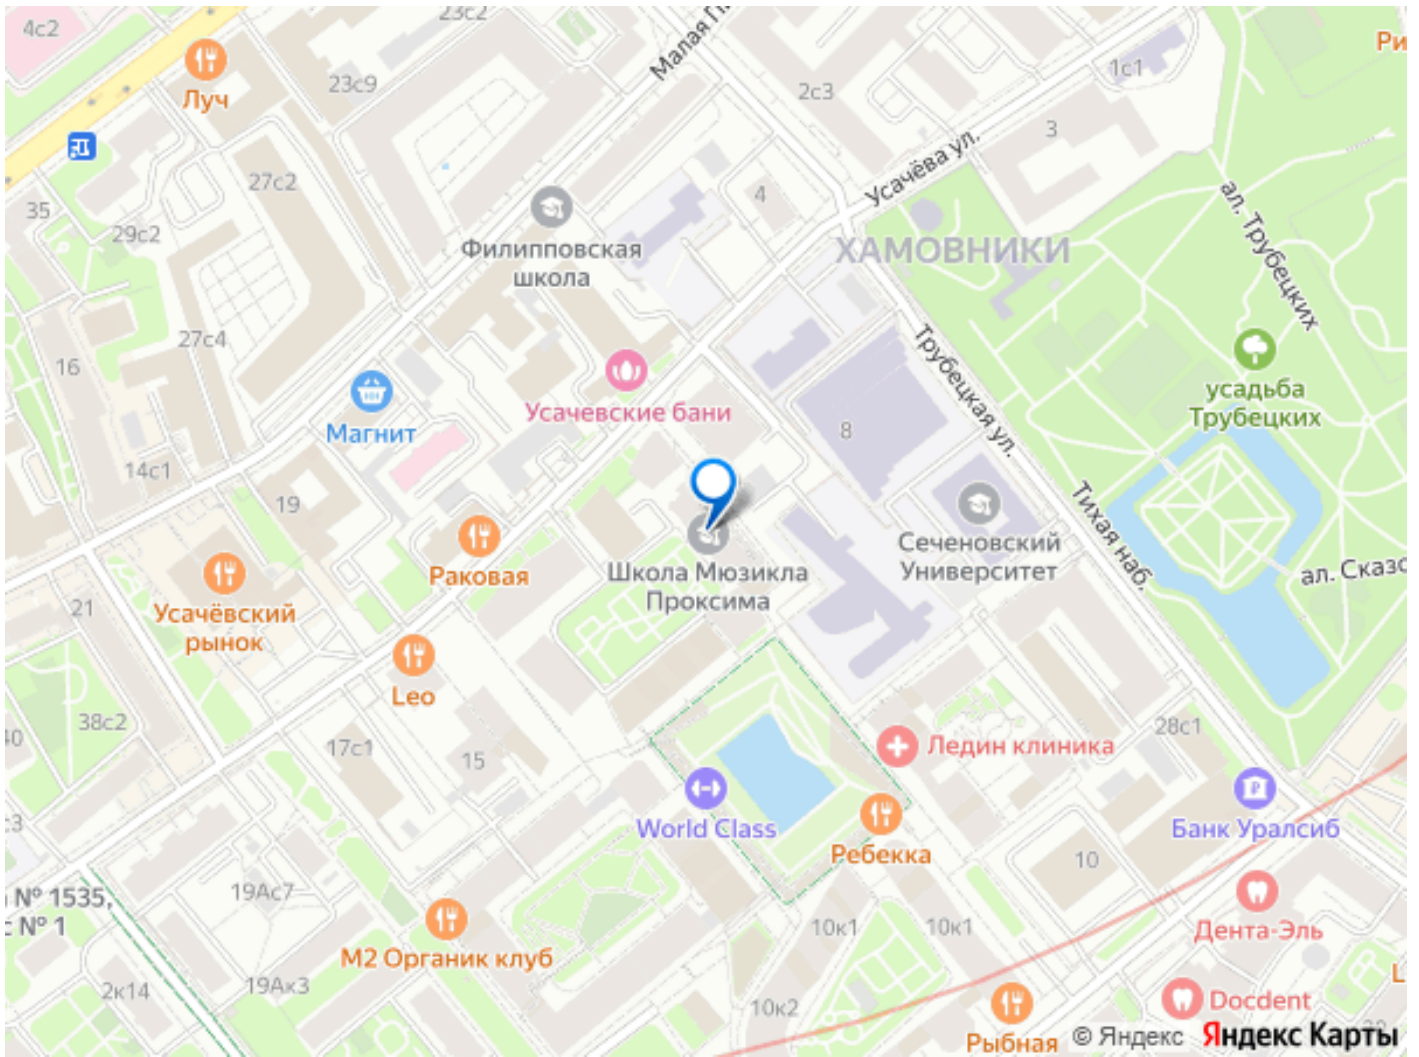 4с2
23с2
Малая П
Ри
Луч
23с9
2с3
1с1
3
Усачёва ул.
27с2
4
35
29с2
Филипповская
школа
ХАМОВНИКИ
ал. Трубецких
27с4
16
Трубецкая ул.
усадьба
Трубецких
Усачевские бани
Магнит
8
14с1
19
Тихая наб.
Сеченовский
Университет
Раковая
Школа Мюзикла
Проксима
ал. Сказо
21
Усачёвский
рынок
Leo
38с2
40
17с1
15
28с1
Ледин клиника
World Class
Ребекка
Банк Уралсиб
с3
10
19Ас7
№ 1535,
с № 1
10к1
10к1
Дента-Эль
М2 Органик клуб
2к14
19Ак3
10к2
Docdent
L
Рыбная
© Яндекс Яндекс Карты